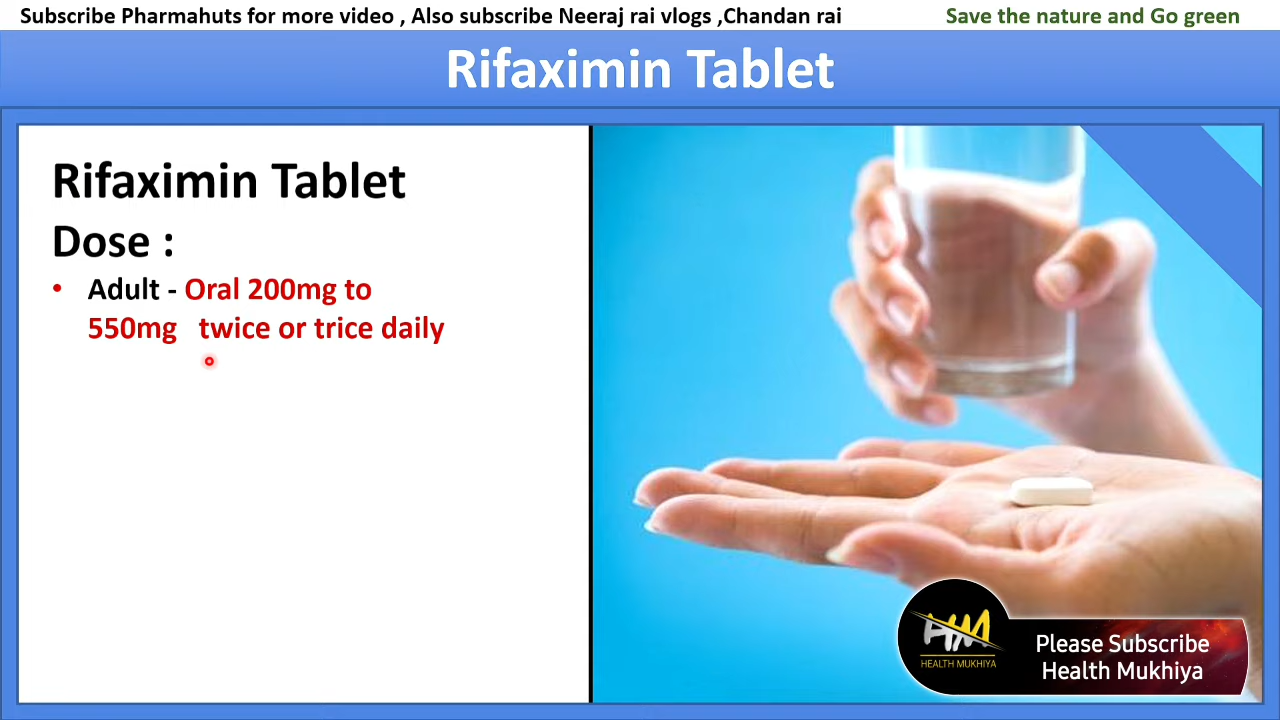 Subscribe Pharmahuts for more video , Also subscribe Neeraj rai vlogs ,Chandan rai
Save the nature and Go green
Rifaximin Tablet
Rifaximin Tablet
Dose :
• Adult - Oral 200mg to
550mg twice or trice daily
HM
HEALTH MUKHIYA
Please Subscribe
Health Mukhiya